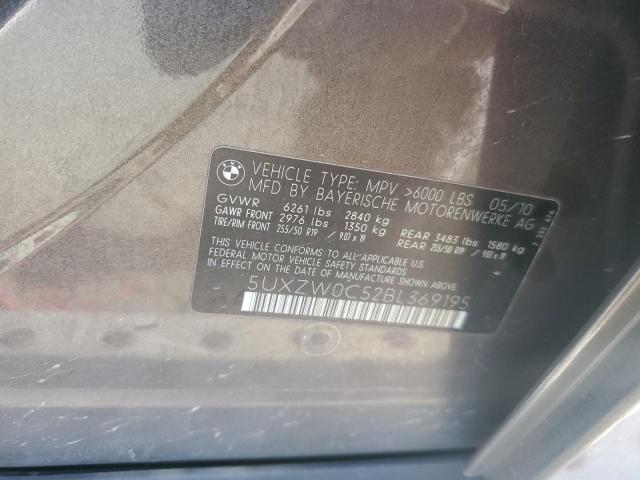 BMW
VEHICLE TYPE: MPV >6000 LBS 05/10
MFD BY BAYERISCHE MOTORENWERKE AG
GVWR 6261 lbs 2840 kg
GAWR FRONT 2976 lbs 1350 kg REAR 3483 lbs 1580 kg
TIRE/RIM FRONT 255/50 R19 9.0J x 19 REAR 255/50 R19 9.0J x 19
THIS VEHICLE CONFORMS TO ALL APPLICABLE
FEDERAL MOTOR VEHICLE SAFETY STANDARDS
IN EFFECT ON THE DATE OF MANUFACTURE SHOWN ABOVE.
5UXZW0C52BL369195